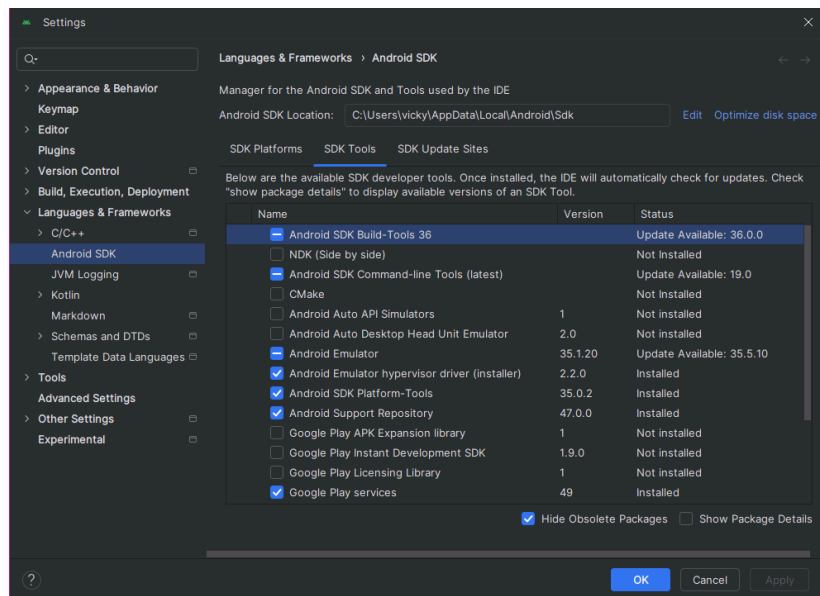 Settings
Languages & Frameworks › Android SDK
Appearance & Behavior
Keymap
Editor
Plugins
Version Control
Build, Execution, Deployment
Languages & Frameworks
C/C++
Android SDK
JVM Logging
Kotlin
Markdown
Schemas and DTDs
Template Data Languages
Tools
Advanced Settings
Other Settings
Experimental
Manager for the Android SDK and Tools used by the IDE
Android SDK Location: C:\Users\vicky\AppData\Local\Android\Sdk Edit Optimize disk space
SDK Platforms SDK Tools SDK Update Sites
Below are the available SDK developer tools. Once installed, the IDE will automatically check for updates. Check
"show package details" to display available versions of an SDK Tool.
Name Version Status
Android SDK Build-Tools 36 Update Available: 36.0.0
NDK (Side by side) Not Installed
Android SDK Command-line Tools (latest) Update Available: 19.0
CMake Not Installed
Android Auto API Simulators 1 Not installed
Android Auto Desktop Head Unit Emulator 2.0 Not installed
Android Emulator 35.1.20 Update Available: 35.5.10
Android Emulator hypervisor driver (installer) 2.2.0 Installed
Android SDK Platform-Tools 35.0.2 Installed
Android Support Repository 47.0.0 Installed
Google Play APK Expansion library 1 Not installed
Google Play Instant Development SDK 1.9.0 Not installed
Google Play Licensing Library 1 Not installed
Google Play services 49 Installed
Hide Obsolete Packages Show Package Details
? OK Cancel Apply